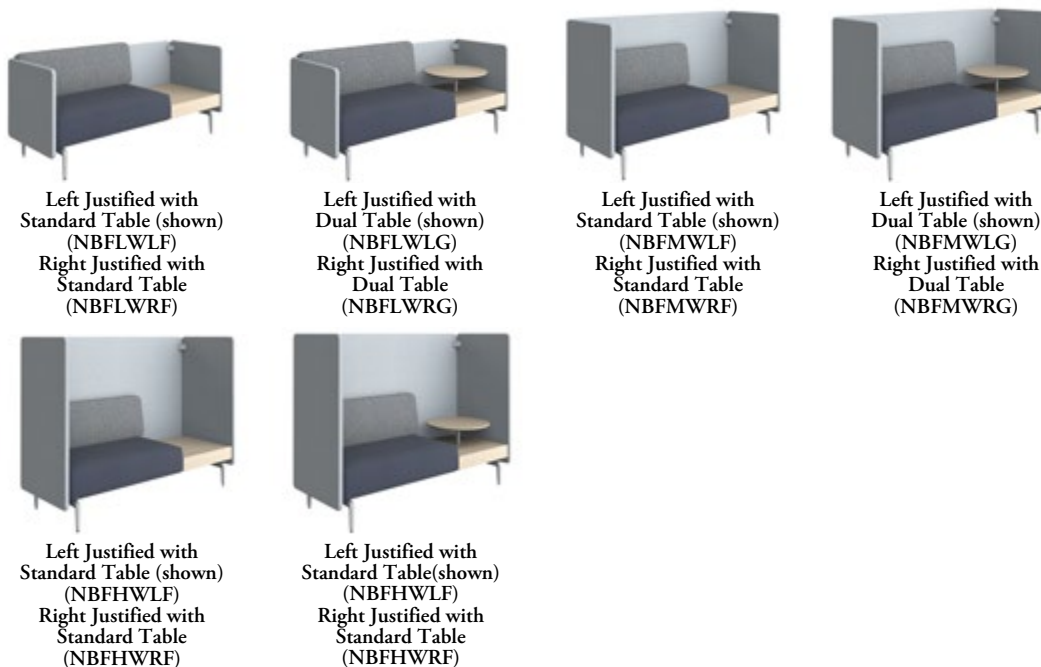 Left Justified with
Standard Table (shown)
(NBFLWLF)
Right Justified with
Standard Table
(NBFLWRF)
Left Justified with
Dual Table (shown)
(NBFLWLG)
Right Justified with
Dual Table
(NBFLWRG)
Left Justified with
Standard Table (shown)
(NBFMWLF)
Right Justified with
Standard Table
(NBFMWRF)
Left Justified with
Dual Table (shown)
(NBFMWLG)
Right Justified with
Dual Table
(NBFMWRG)
Left Justified with
Standard Table (shown)
(NBFHWLF)
Right Justified with
Standard Table
(NBFHWRF)
Left Justified with
Standard Table(shown)
(NBFHWLF)
Right Justified with
Standard Table
(NBFHWRF)